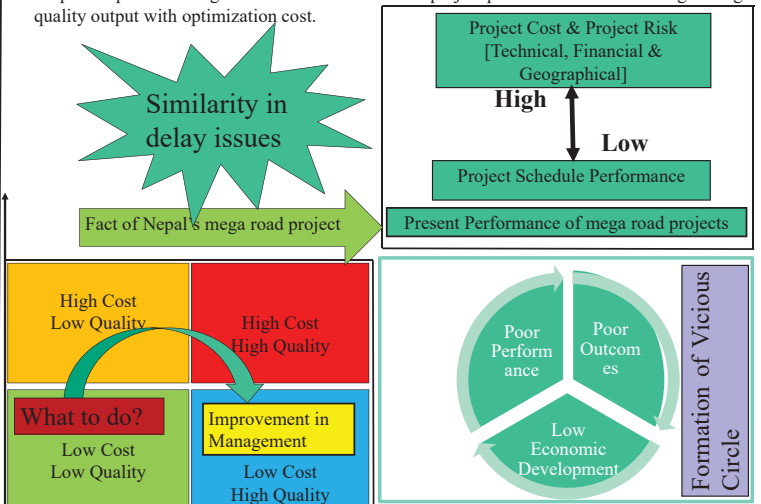 quality output with optimization cost.
Similarity in
delay issues
Fact of Nepal's mega road project
Project Cost & Project Risk
[Technical, Financial &
Geographical]
High
Low
Project Schedule Performance
Present Performance of mega road projects
High Cost
Low Quality
High Cost
High Quality
What to do?
Low Cost
Low Quality
Improvement in
Management
Low Cost
High Quality
Poor
Perform
ance
Poor
Outcom
es
Low
Economic
Development
Formation of Vicious
Circle